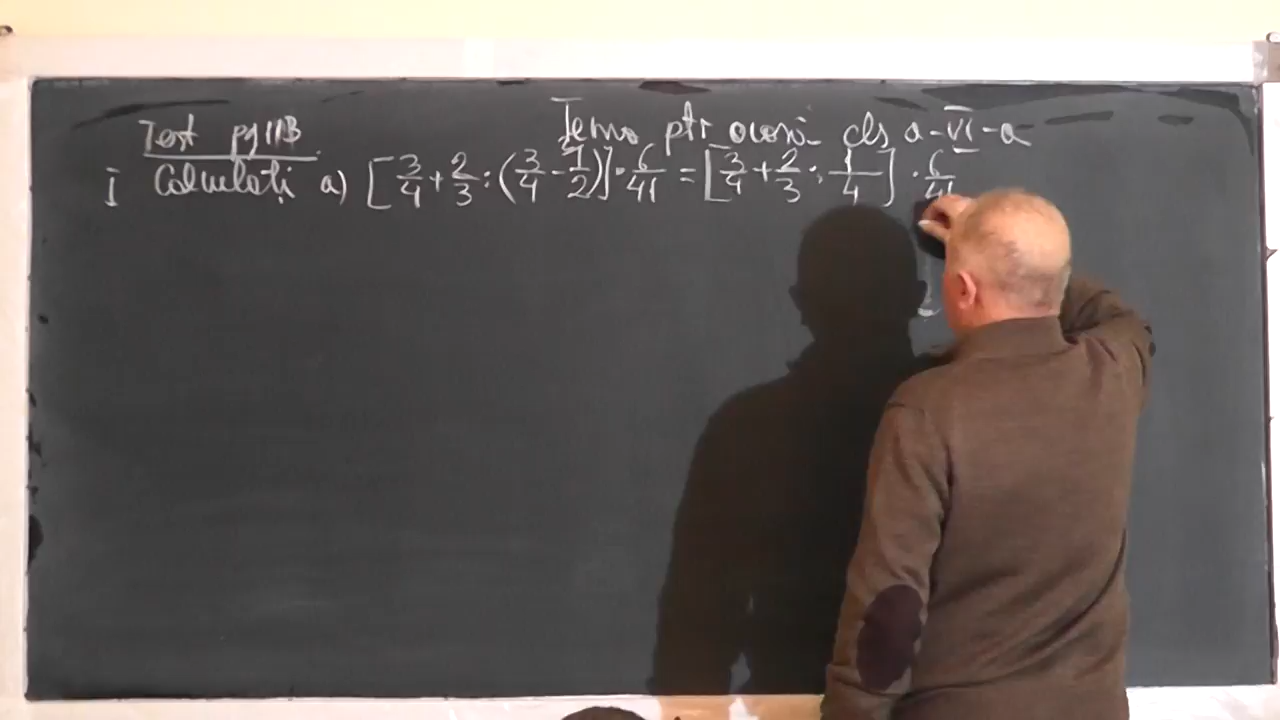 Test pg 113
Temă ptr acasă cls a-VI-a
I Calculați a) [3/4 + 2/3 : (3/4 - 1/2)] · 6/41 = [3/4 + 2/3 : 1/4] · 6/41